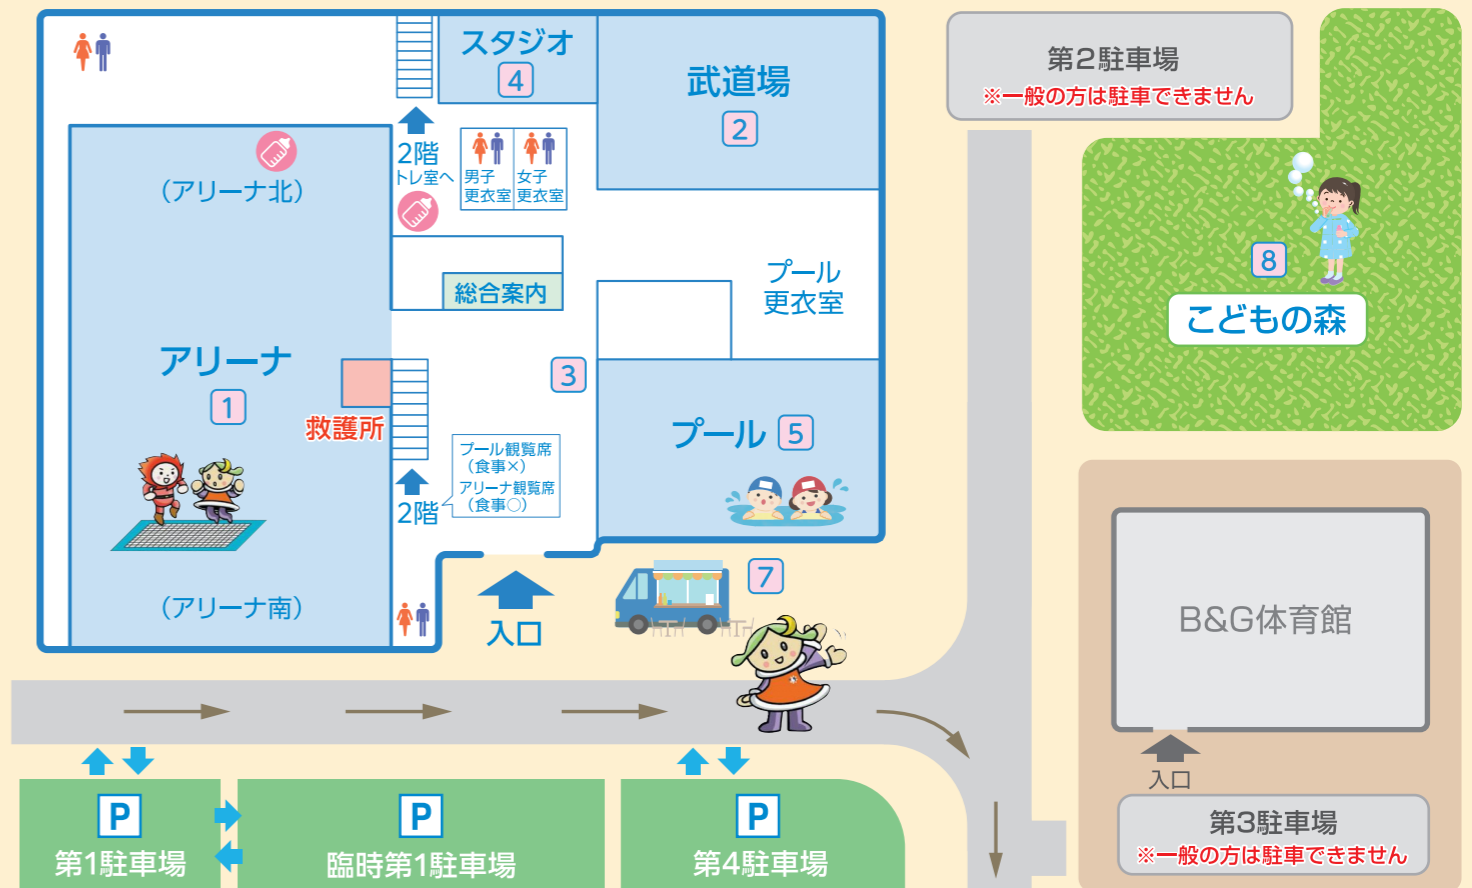 スタジオ
4
武道場
2
2階
トレ室へ
男子
更衣室
女子
更衣室
(アリーナ北)
総合案内
プール
更衣室
アリーナ
1
救護所
3
プール
5
プール観覧席
(食事×)
アリーナ観覧席
(食事○)
2階
(アリーナ南)
入口
7
第2駐車場
※一般の方は駐車できません
8
こどもの森
B&G体育館
入口
第3駐車場
※一般の方は駐車できません
P
第1駐車場
P
臨時第1駐車場
P
第4駐車場